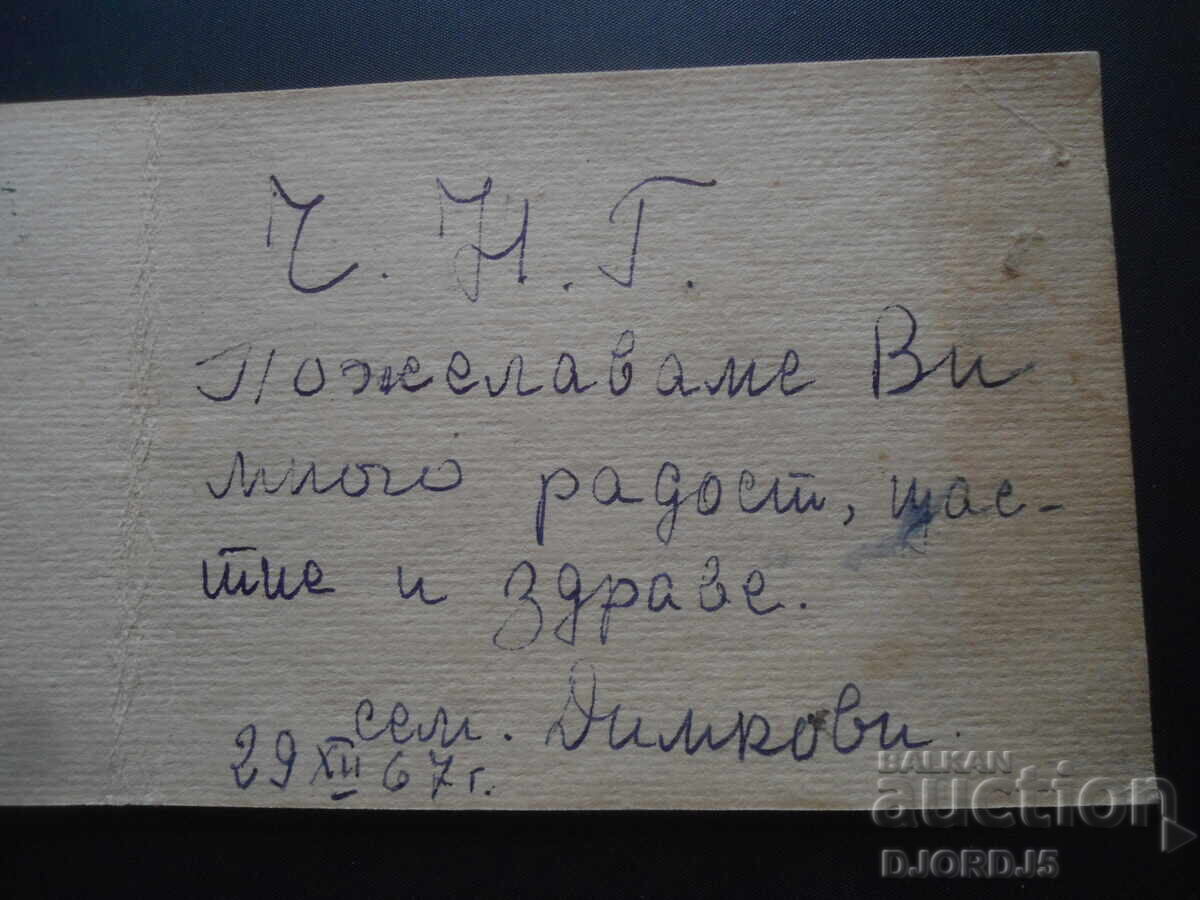 Ч. Н. Г.
Пожелаваме Ви
много радост, щас-
тие и здраве.
сем. Димкови.
29 XII 67 г.
BALKAN
auction
DJORDJ5